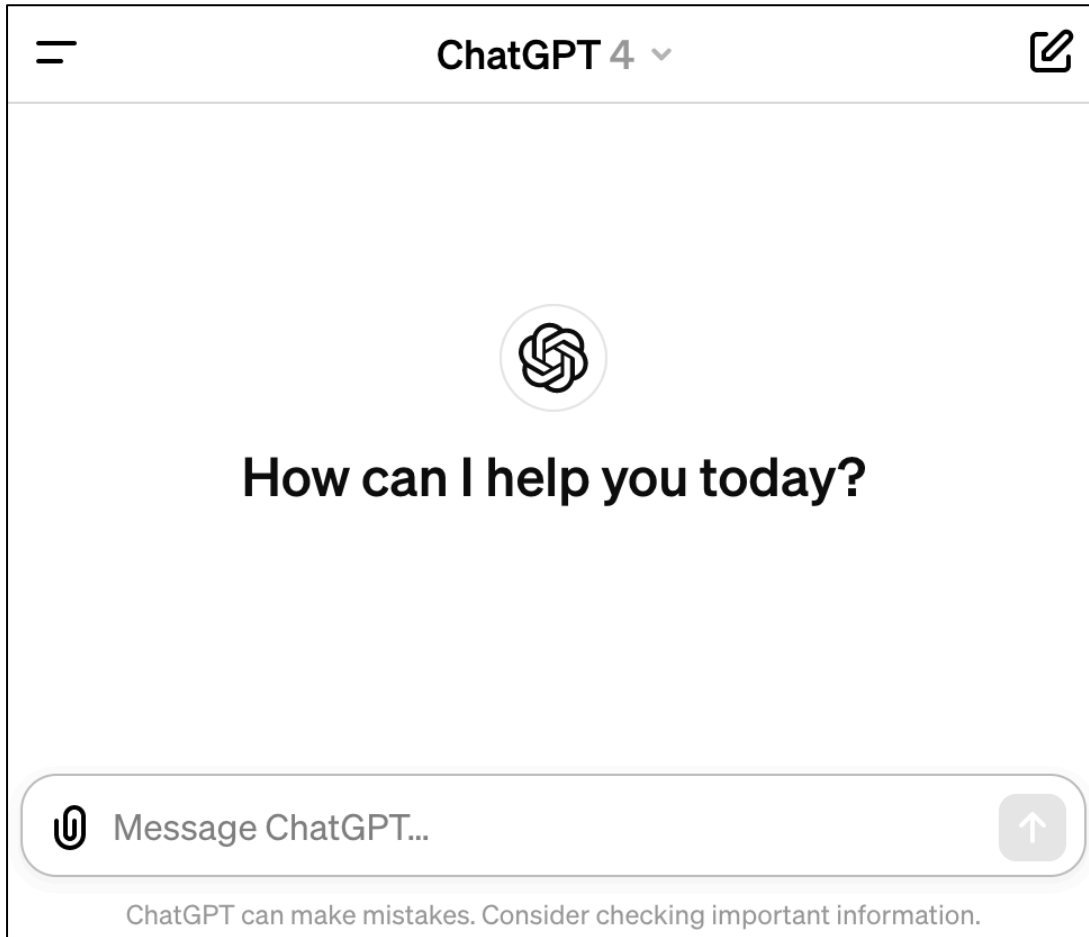 ChatGPT 4
How can I help you today?
Message ChatGPT...
ChatGPT can make mistakes. Consider checking important information.